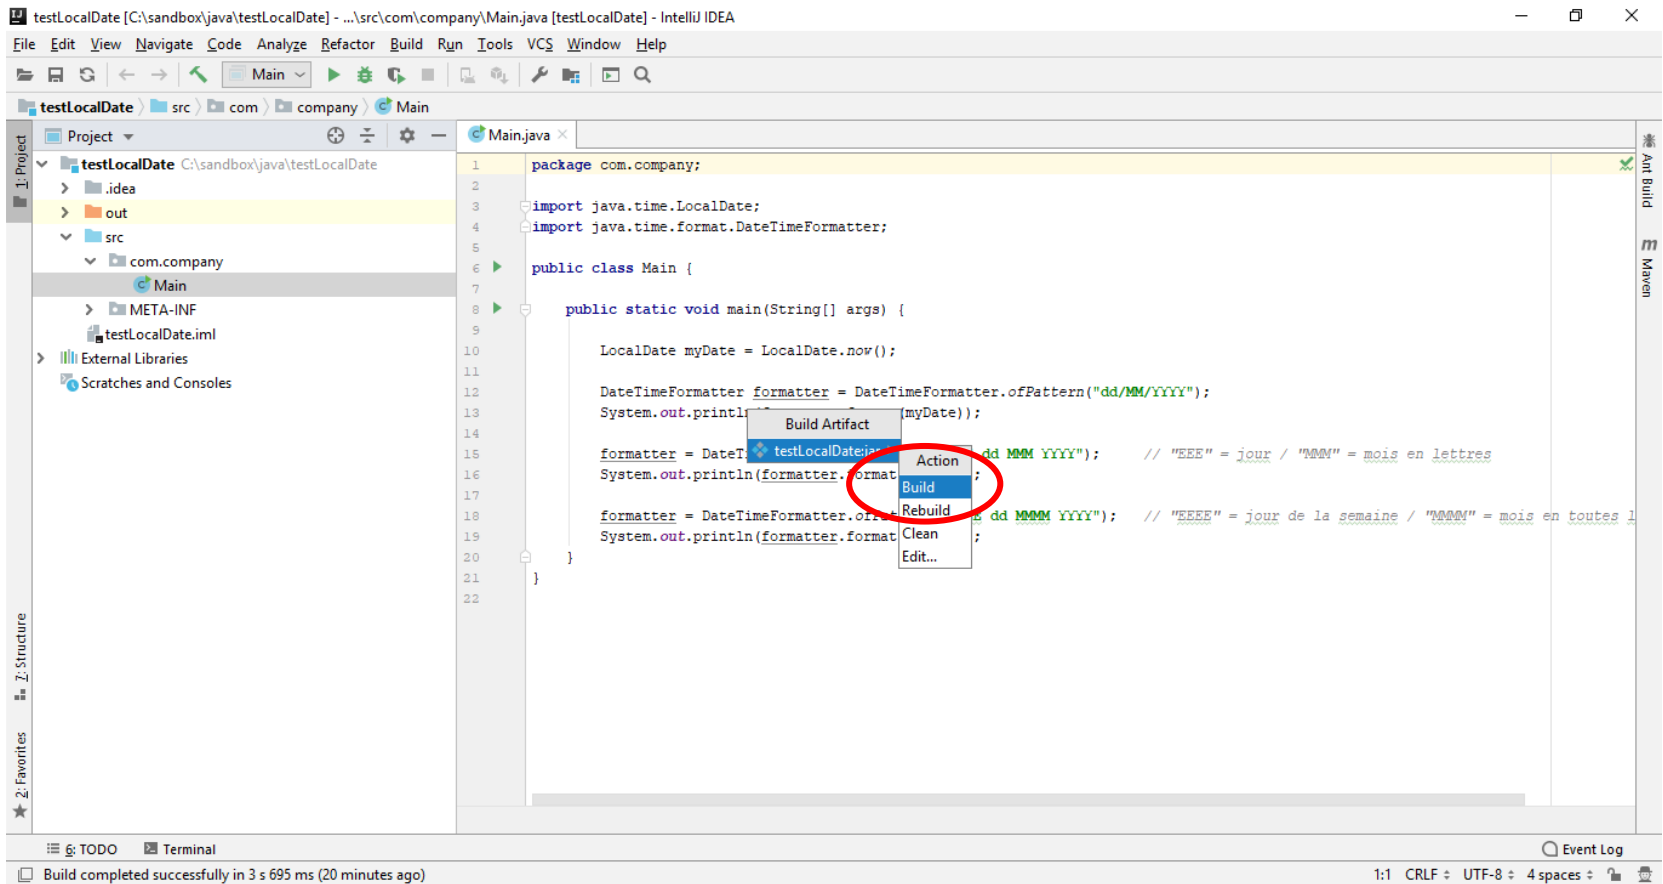 testLocalDate [C:\sandbox\java\testLocalDate] - ...\src\com\company\Main.java [testLocalDate] - IntelliJ IDEA
File Edit View Navigate Code Analyze Refactor Build Run Tools VCS Window Help
Main
testLocalDate src com company Main
1: Project
Project
testLocalDate C:\sandbox\java\testLocalDate
.idea
out
src
com.company
Main
META-INF
testLocalDate.iml
External Libraries
Scratches and Consoles
Main.java
1 package com.company;
2
3 import java.time.LocalDate;
4 import java.time.format.DateTimeFormatter;
5
6 public class Main {
7
8 public static void main(String[] args) {
9
10 LocalDate myDate = LocalDate.now();
11
12 DateTimeFormatter formatter = DateTimeFormatter.ofPattern("dd/MM/YYYY");
13 System.out.println (myDate));
14
15 formatter = DateT dd MMM YYYY"); // "EEE" = jour / "MMM" = mois en lettres
16 System.out.println(formatter.format ;
17
18 formatter = DateTimeFormatter. dd MMMM YYYY"); // "EEEE" = jour de la semaine / "MMMM" = mois en toutes l
19 System.out.println(formatter.format ;
20 }
21 }
22
Build Artifact
testLocalDate:jar
Action
Build
Rebuild
Clean
Edit...
Ant Build
m Maven
7: Structure
2: Favorites
6: TODO Terminal Event Log
Build completed successfully in 3 s 695 ms (20 minutes ago) 1:1 CRLF UTF-8 4 spaces